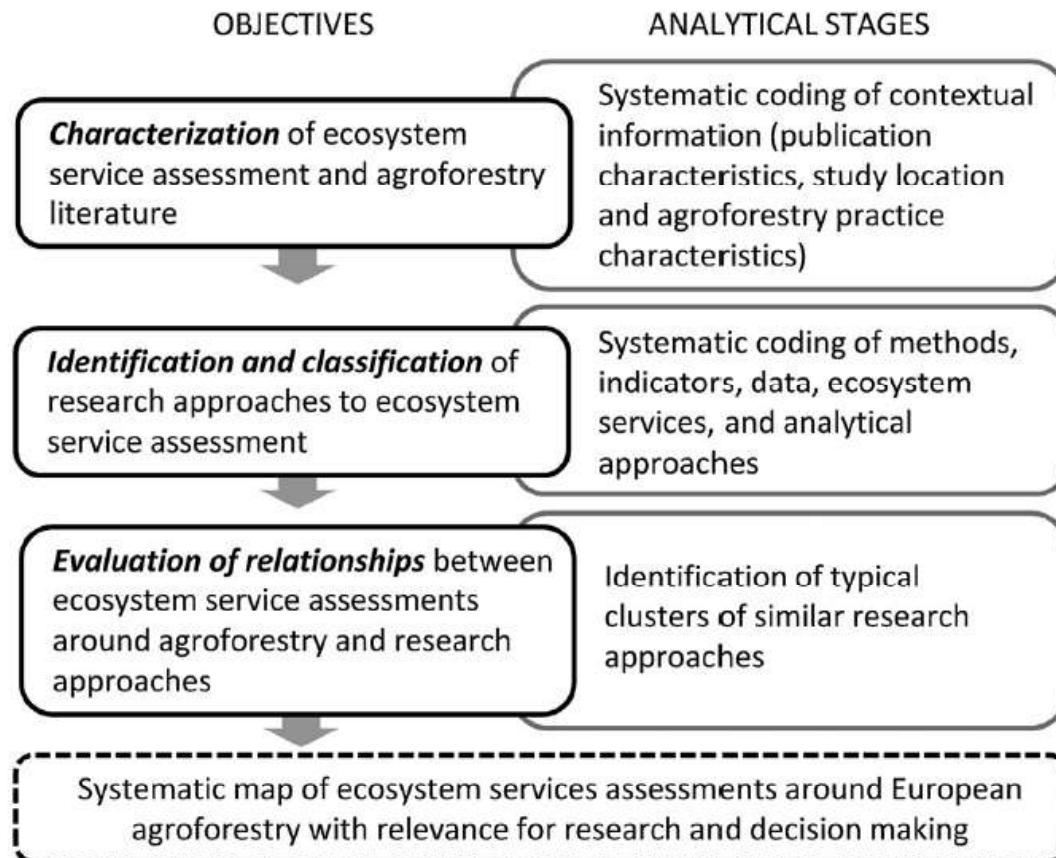 OBJECTIVES
ANALYTICAL STAGES
Characterization of ecosystem
service assessment and agroforestry
literature
Systematic coding of contextual
information (publication
characteristics, study location
and agroforestry practice
characteristics)
Identification and classification of
research approaches to ecosystem
service assessment
Systematic coding of methods,
indicators, data, ecosystem
services, and analytical
approaches
Evaluation of relationships between
ecosystem service assessments
around agroforestry and research
approaches
Identification of typical
clusters of similar research
approaches
Systematic map of ecosystem services assessments around European
agroforestry with relevance for research and decision making